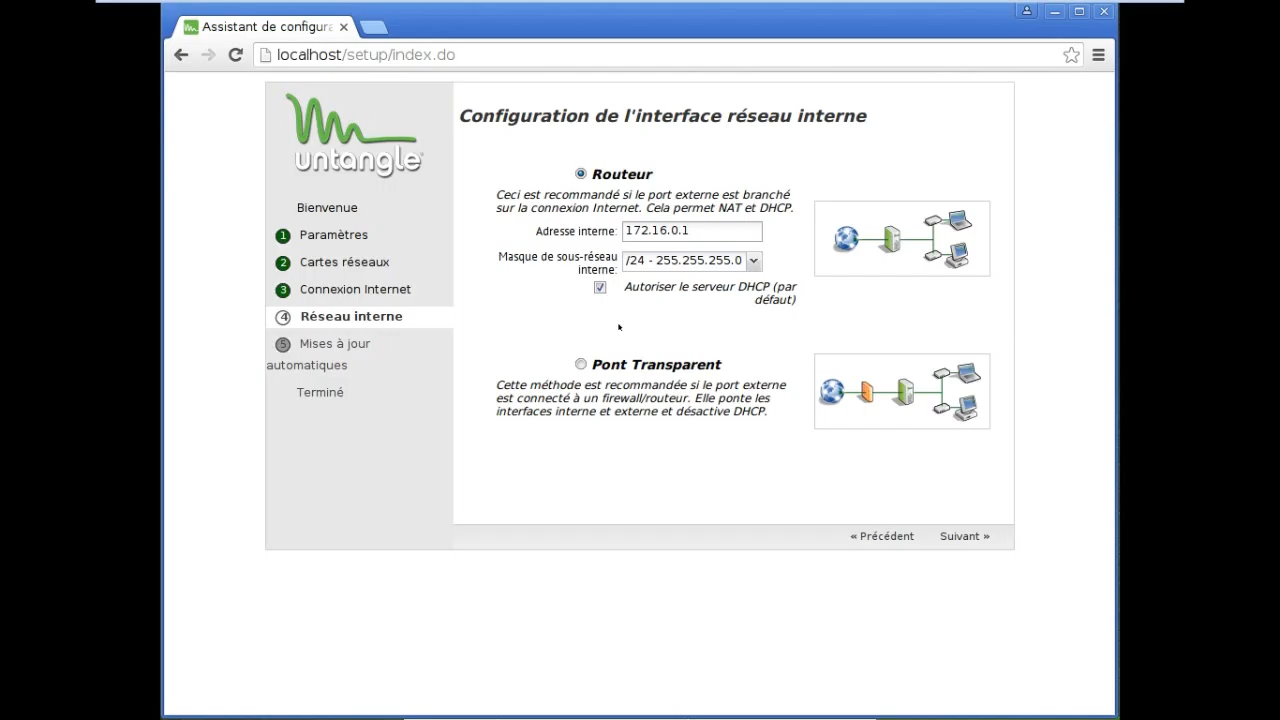 Assistant de configura
localhost/setup/index.do
untangle
Bienvenue
1 Paramètres
2 Cartes réseaux
3 Connexion Internet
4 Réseau interne
5 Mises à jour
automatiques
Terminé
Configuration de l'interface réseau interne
Routeur
Ceci est recommandé si le port externe est branché
sur la connexion Internet. Cela permet NAT et DHCP.
Adresse interne: 172.16.0.1
Masque de sous-réseau
interne: /24 - 255.255.255.0
Autoriser le serveur DHCP (par
défaut)
Pont Transparent
Cette méthode est recommandée si le port externe
est connecté à un firewall/routeur. Elle ponte les
interfaces interne et externe et désactive DHCP.
« Précédent
Suivant »